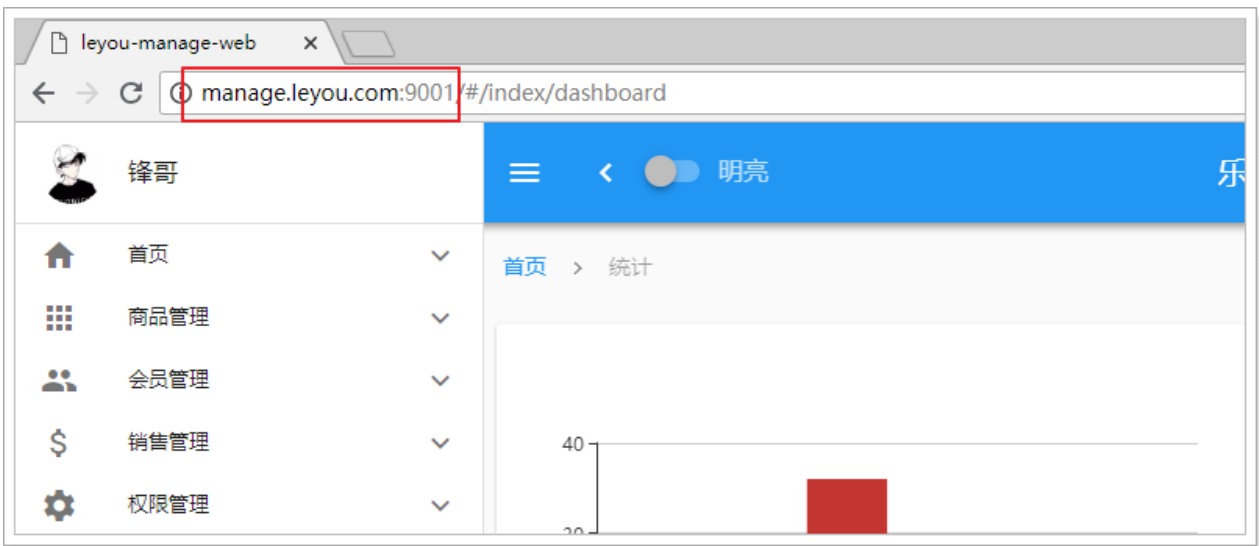 leyou-manage-web
manage.leyou.com:9001/#/index/dashboard
锋哥
明亮
乐
首页
首页 > 统计
商品管理
会员管理
销售管理
权限管理
40